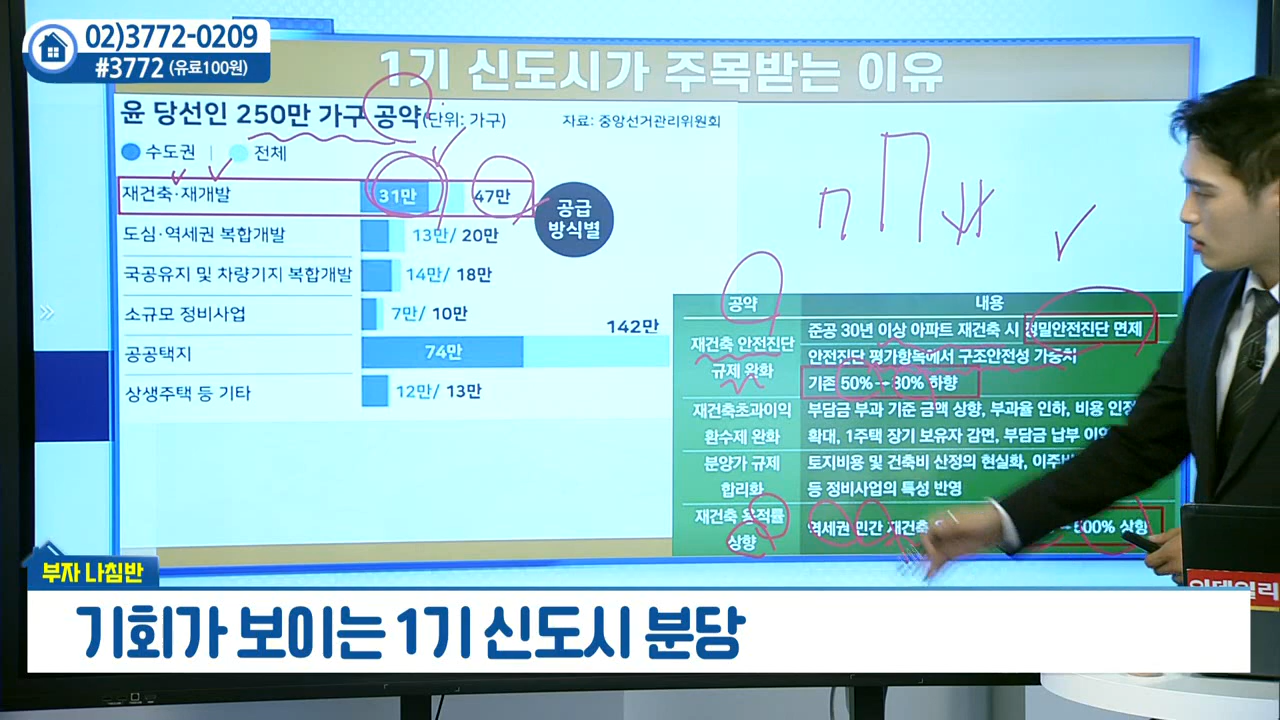 02)3772-0209
#3772 (유료100원)
1기 신도시가 주목받는 이유
윤 당선인 250만 가구 공약(단위: 가구)
자료: 중앙선거관리위원회
수도권 | 전체
재건축·재개발 31만 47만
공급
방식별
도심·역세권 복합개발 13만/ 20만
국공유지 및 차량기지 복합개발 14만/ 18만
소규모 정비사업 7만/ 10만
142만
공공택지 74만
상생주택 등 기타 12만/ 13만
공약 내용
재건축 안전진단
규제 완화
준공 30년 이상 아파트 재건축 시 정밀안전진단 면제
안전진단 평가항목에서 구조안전성 가중치
기존 50%→30% 하향
재건축초과이익
환수제 완화
부담금 부과 기준 금액 상향, 부과율 인하, 비용 인정
확대, 1주택 장기 보유자 감면, 부담금 납부
분양가 규제
합리화
토지비용 및 건축비 산정의 현실화,
등 정비사업의 특성 반영
재건축 용적률
상향
역세권 민간 재건축 500% 상향
부자 나침반
기회가 보이는 1기 신도시 분당